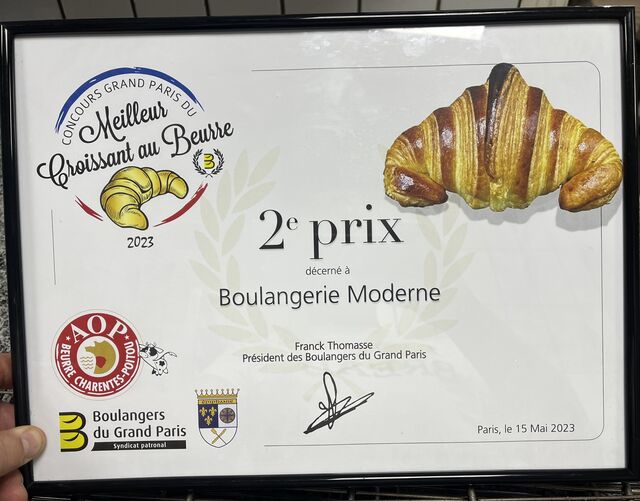 CONCOURS GRAND PARIS DU
Meilleur
Croissant au Beurre
2023
2e prix
décerné à
Boulangerie Moderne
Franck Thomasse
Président des Boulangers du Grand Paris
AOP
BEURRE CHARENTES-POITOU
Boulangers
du Grand Paris
Syndicat patronal
Paris, le 15 Mai 2023